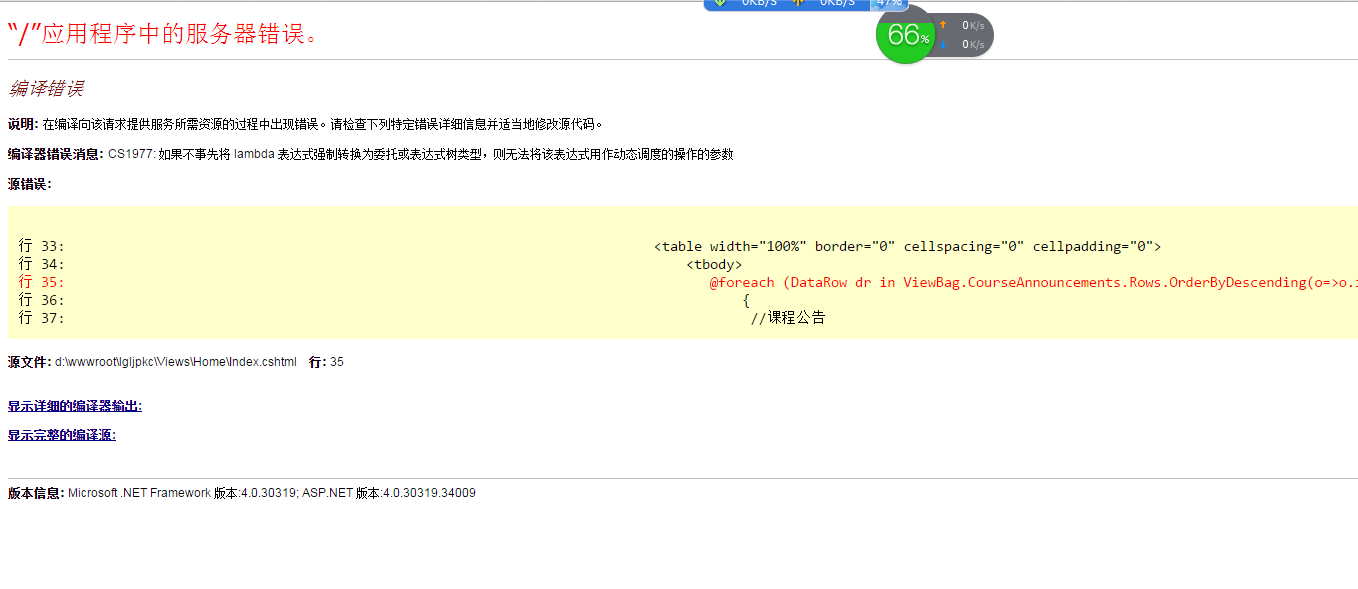 0KB/S 0KB/S 47%
“/”应用程序中的服务器错误。
66% 0K/s
0K/s
编译错误
说明: 在编译向该请求提供服务所需资源的过程中出现错误。请检查下列特定错误详细信息并适当地修改源代码。
编译器错误消息: CS1977: 如果不事先将 lambda 表达式强制转换为委托或表达式树类型，则无法将该表达式用作动态调度的操作的参数
源错误:
行 33: <table width="100%" border="0" cellspacing="0" cellpadding="0">
行 34: <tbody>
行 35: @foreach (DataRow dr in ViewBag.CourseAnnouncements.Rows.OrderByDescending(o=>o.
行 36: {
行 37: //课程公告
源文件: d:\wwwroot\lgljpkc\Views\Home\Index.cshtml 行: 35
显示详细的编译器输出:
显示完整的编译源:
版本信息: Microsoft .NET Framework 版本:4.0.30319; ASP.NET 版本:4.0.30319.34009